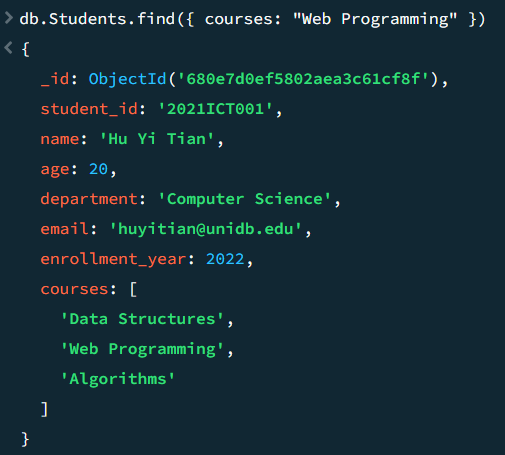 > db.Students.find({ courses: "Web Programming" })
< {
_id: ObjectId('680e7d0ef5802aea3c61cf8f'),
student_id: '2021ICT001',
name: 'Hu Yi Tian',
age: 20,
department: 'Computer Science',
email: 'huyitian@unidb.edu',
enrollment_year: 2022,
courses: [
'Data Structures',
'Web Programming',
'Algorithms'
]
}